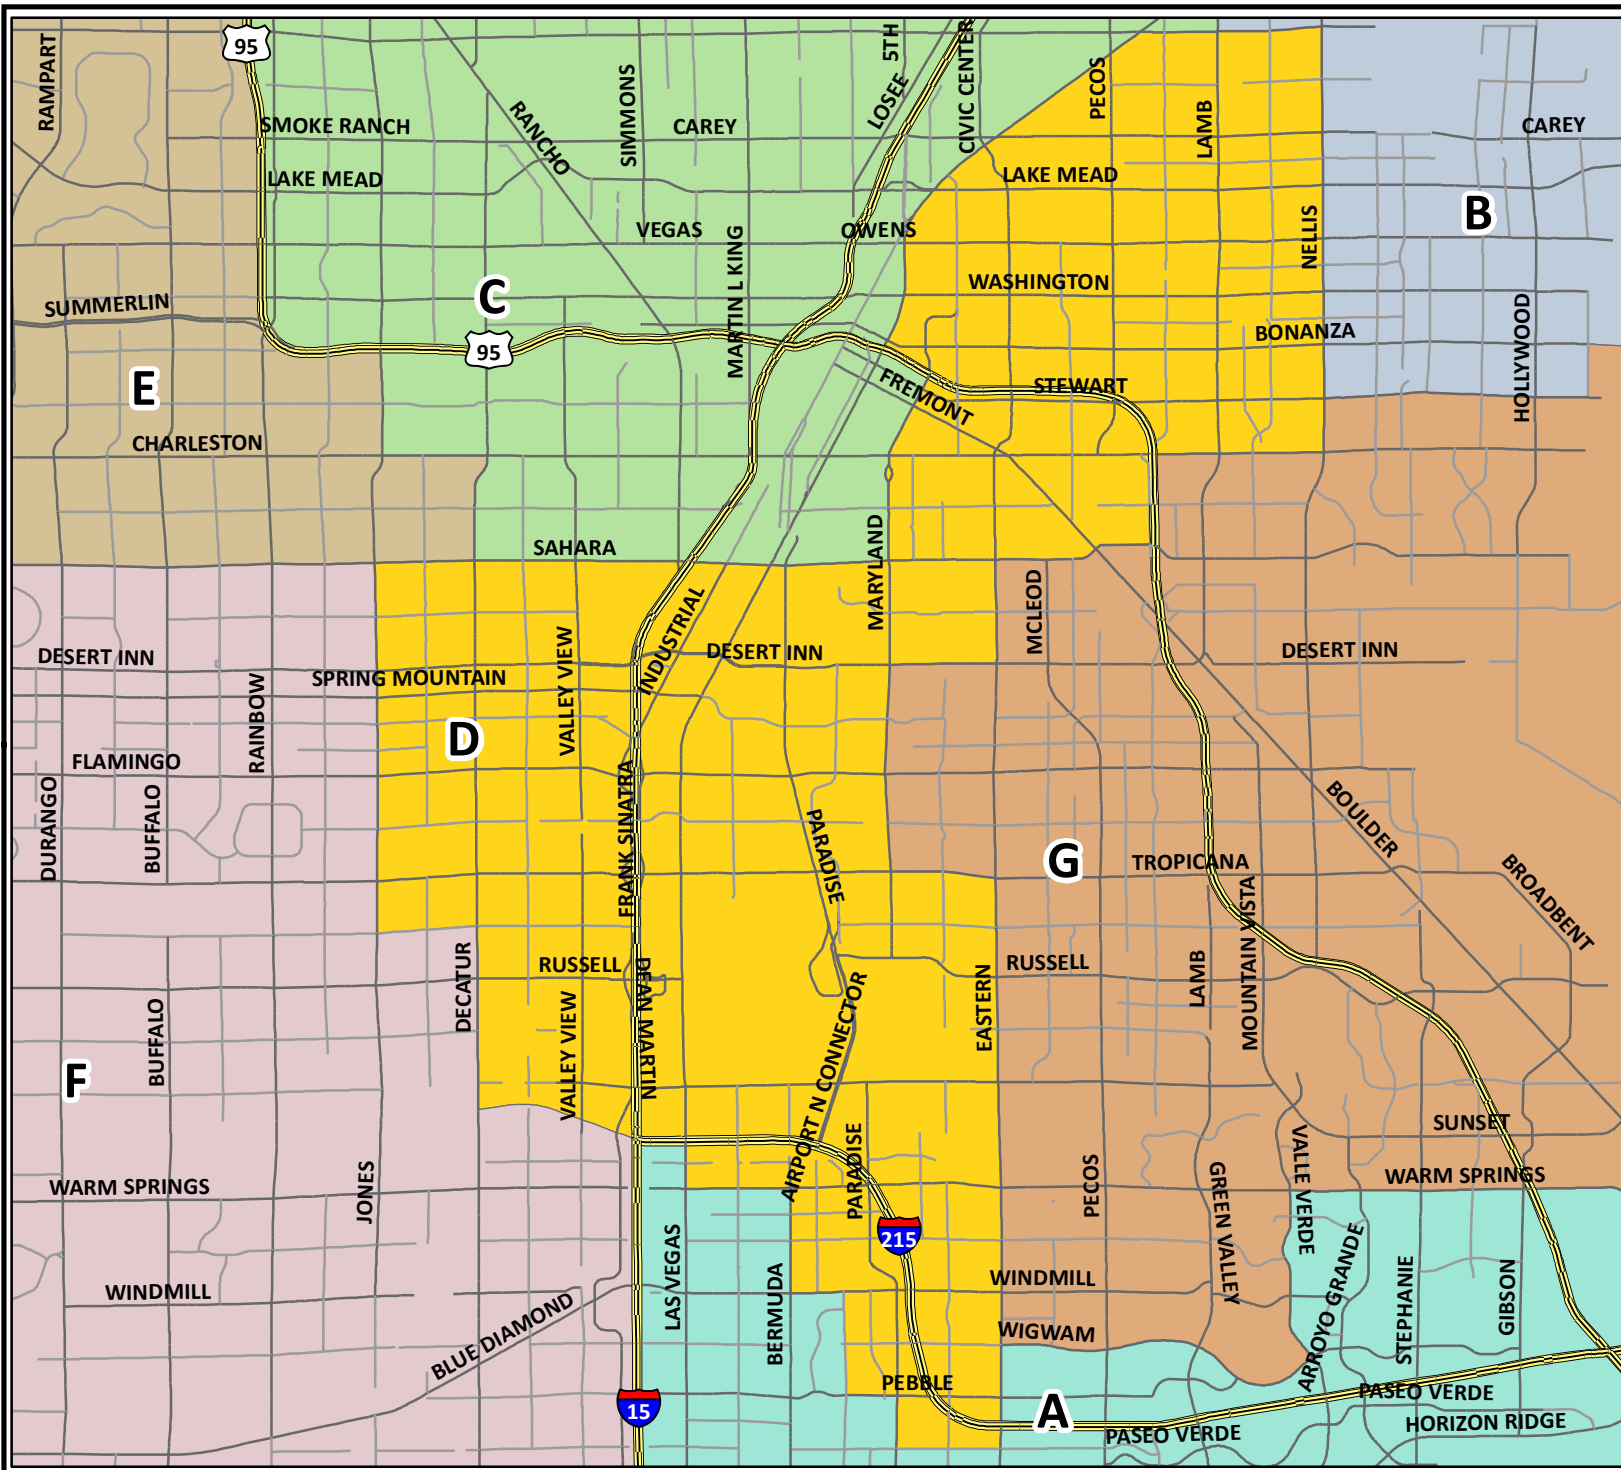 95
RAMPART
SMOKE RANCH
LAKE MEAD
RANCHO
SIMMONS
CAREY
5TH
LOSEE
CIVIC CENTER
PECOS
LAMB
LAKE MEAD
CAREY
B
NELLIS
VEGAS
OWENS
MARTIN L KING
WASHINGTON
SUMMERLIN
C
95
BONANZA
HOLLYWOOD
E
FREMONT
STEWART
CHARLESTON
SAHARA
MARYLAND
MCLEOD
INDUSTRIAL
DESERT INN
DESERT INN
DESERT INN
SPRING MOUNTAIN
VALLEY VIEW
RAINBOW
D
FLAMINGO
DURANGO
BUFFALO
FRANK SINATRA
PARADISE
G
TROPICANA
BOULDER
BROADBENT
MOUNTAIN VISTA
DECATUR
RUSSELL
DEAN MARTIN
RUSSELL
EASTERN
LAMB
BUFFALO
VALLEY VIEW
AIRPORT N CONNECTOR
F
SUNSET
PARADISE
WARM SPRINGS
JONES
PECOS
GREEN VALLEY
VALLE VERDE
WARM SPRINGS
215
LAS VEGAS
BERMUDA
WINDMILL
WINDMILL
ARROYO GRANDE
STEPHANIE
GIBSON
BLUE DIAMOND
WIGWAM
PEBBLE
15
A
PASEO VERDE
PASEO VERDE
HORIZON RIDGE